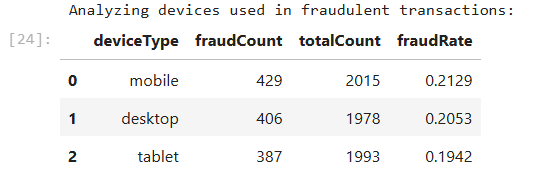 Analyzing devices used in fraudulent transactions:
[24]:
deviceType fraudCount totalCount fraudRate
0 mobile 429 2015 0.2129
1 desktop 406 1978 0.2053
2 tablet 387 1993 0.1942